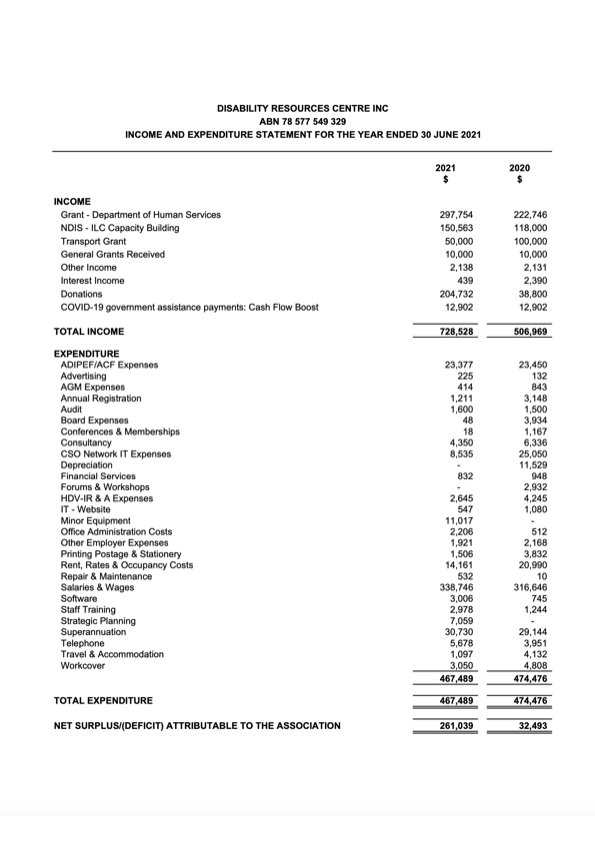 DISABILITY RESOURCES CENTRE INC
ABN 78 577 549 329
INCOME AND EXPENDITURE STATEMENT FOR THE YEAR ENDED 30 JUNE 2021
2021 2020
$ $
INCOME
Grant - Department of Human Services 297,754 222,746
NDIS - ILC Capacity Building 150,563 118,000
Transport Grant 50,000 100,000
General Grants Received 10,000 10,000
Other Income 2,138 2,131
Interest Income 439 2,390
Donations 204,732 38,800
COVID-19 government assistance payments: Cash Flow Boost 12,902 12,902
TOTAL INCOME 728,528 506,969
EXPENDITURE
ADIPEF/ACF Expenses 23,377 23,450
Advertising 225 132
AGM Expenses 414 843
Annual Registration 1,211 3,148
Audit 1,600 1,500
Board Expenses 48 3,934
Conferences & Memberships 18 1,167
Consultancy 4,350 6,336
CSO Network IT Expenses 8,535 25,050
Depreciation - 11,529
Financial Services 832 948
Forums & Workshops - 2,932
HDV-IR & A Expenses 2,645 4,245
IT - Website 547 1,080
Minor Equipment 11,017 -
Office Administration Costs 2,206 512
Other Employer Expenses 1,921 2,168
Printing Postage & Stationery 1,506 3,832
Rent, Rates & Occupancy Costs 14,161 20,990
Repair & Maintenance 532 10
Salaries & Wages 338,746 316,646
Software 3,006 745
Staff Training 2,978 1,244
Strategic Planning 7,059 -
Superannuation 30,730 29,144
Telephone 5,678 3,951
Travel & Accommodation 1,097 4,132
Workcover 3,050 4,808
467,489 474,476
TOTAL EXPENDITURE 467,489 474,476
NET SURPLUS/(DEFICIT) ATTRIBUTABLE TO THE ASSOCIATION 261,039 32,493